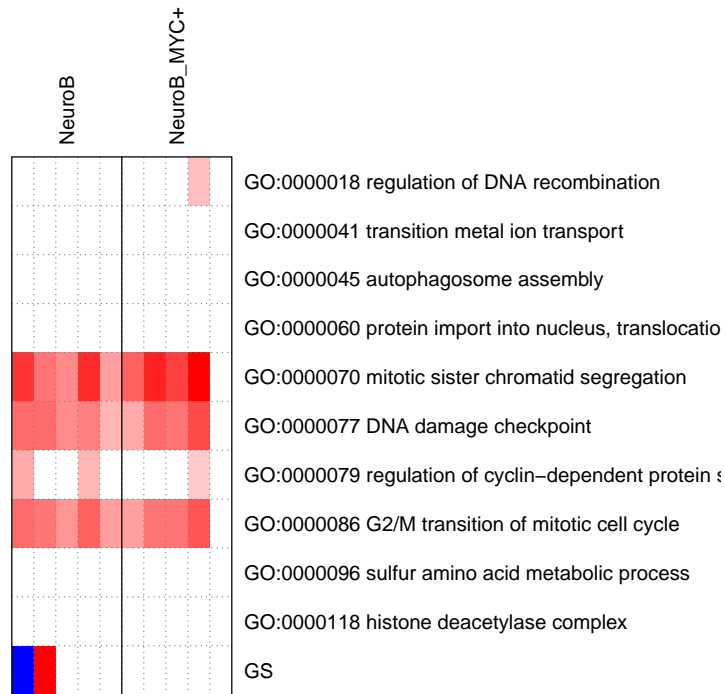 NeuroB
NeuroB_MYC+
GO:0000018 regulation of DNA recombination
GO:0000041 transition metal ion transport
GO:0000045 autophagosome assembly
GO:0000060 protein import into nucleus, translocatio
GO:0000070 mitotic sister chromatid segregation
GO:0000077 DNA damage checkpoint
GO:0000079 regulation of cyclin−dependent protein s
GO:0000086 G2/M transition of mitotic cell cycle
GO:0000096 sulfur amino acid metabolic process
GO:0000118 histone deacetylase complex
GS